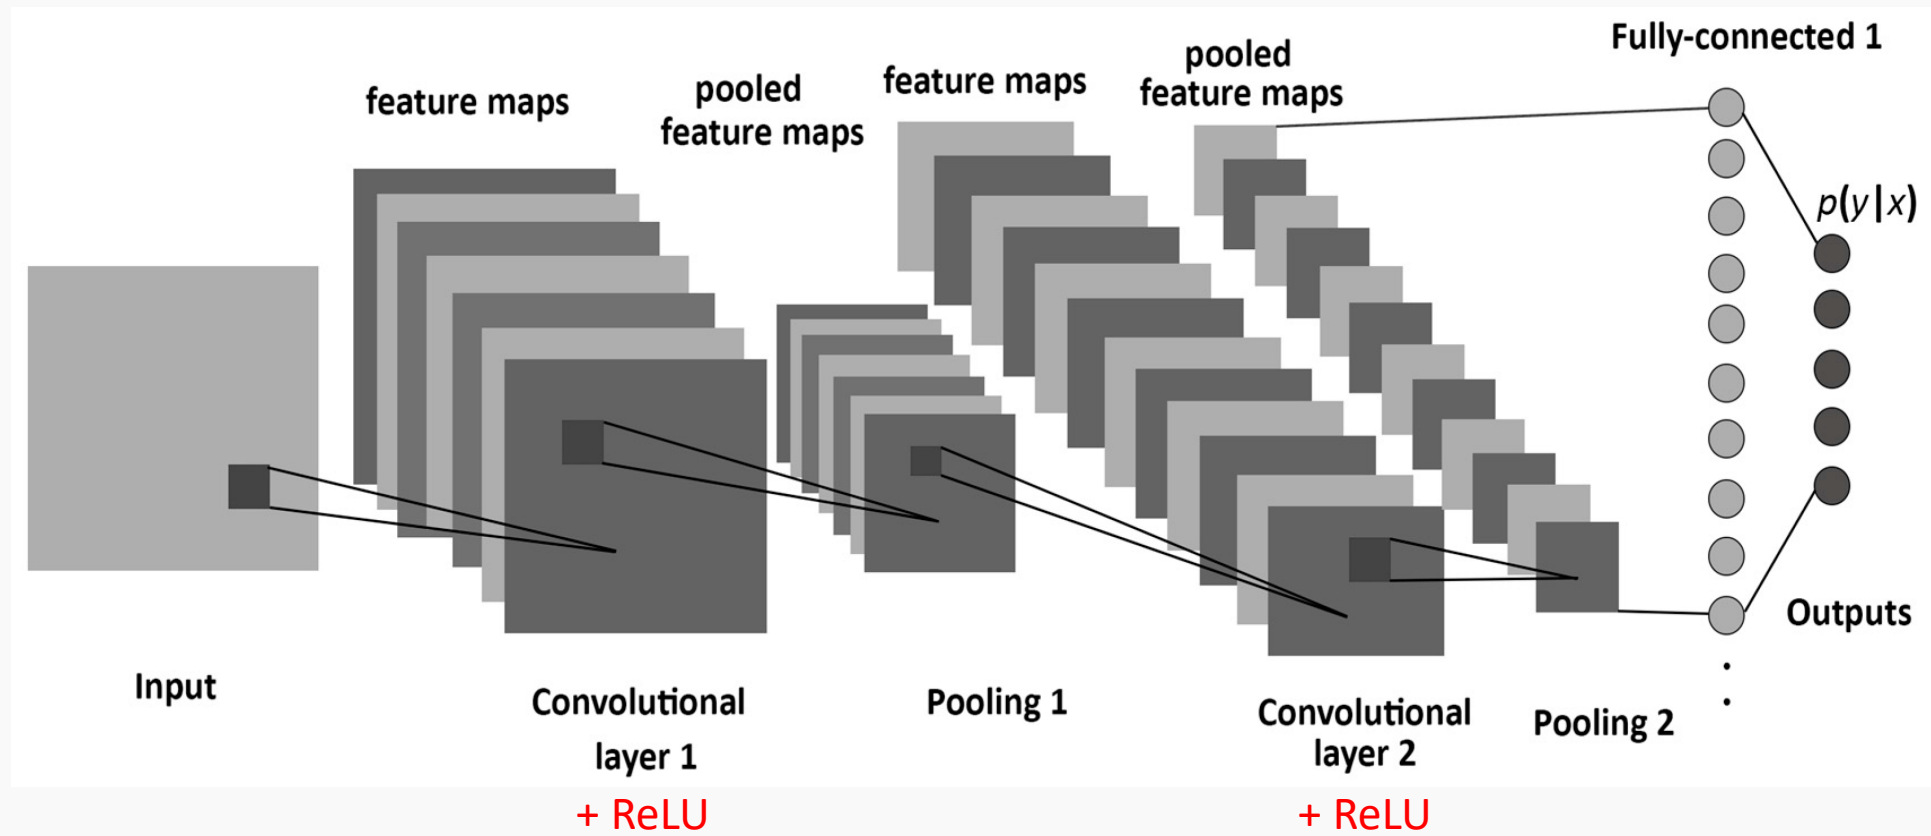 Fully-connected 1
feature maps
pooled
feature maps
feature maps
pooled
feature maps
p(y|x)
Input
Convolutional
layer 1
Pooling 1
Convolutional
layer 2
Pooling 2
Outputs
+ ReLU
+ ReLU